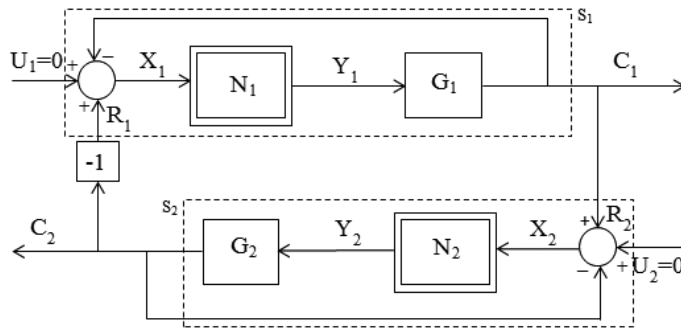 S₁
U₁=0 + − X₁ N₁ Y₁ G₁ C₁
+ R₁
-1
C₂ S₂ G₂ Y₂ N₂ X₂ + R₂
− + U₂=0